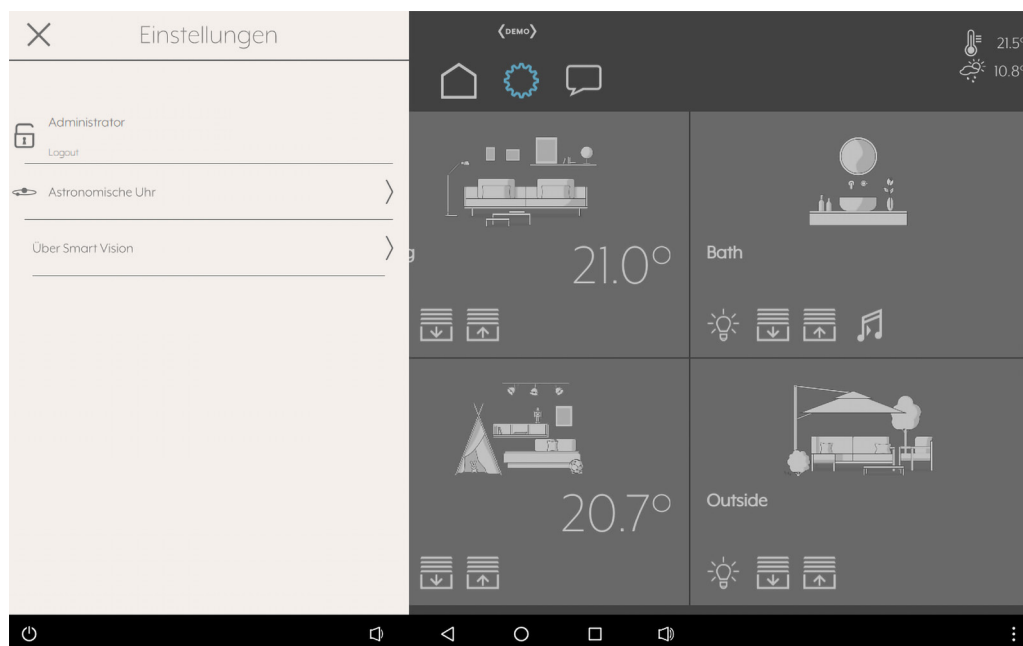 Einstellungen
Administrator
Logout
Astronomische Uhr
Über Smart Vision
DEMO
21.5°
10.8°
g
21.0°
Bath
20.7°
Outside